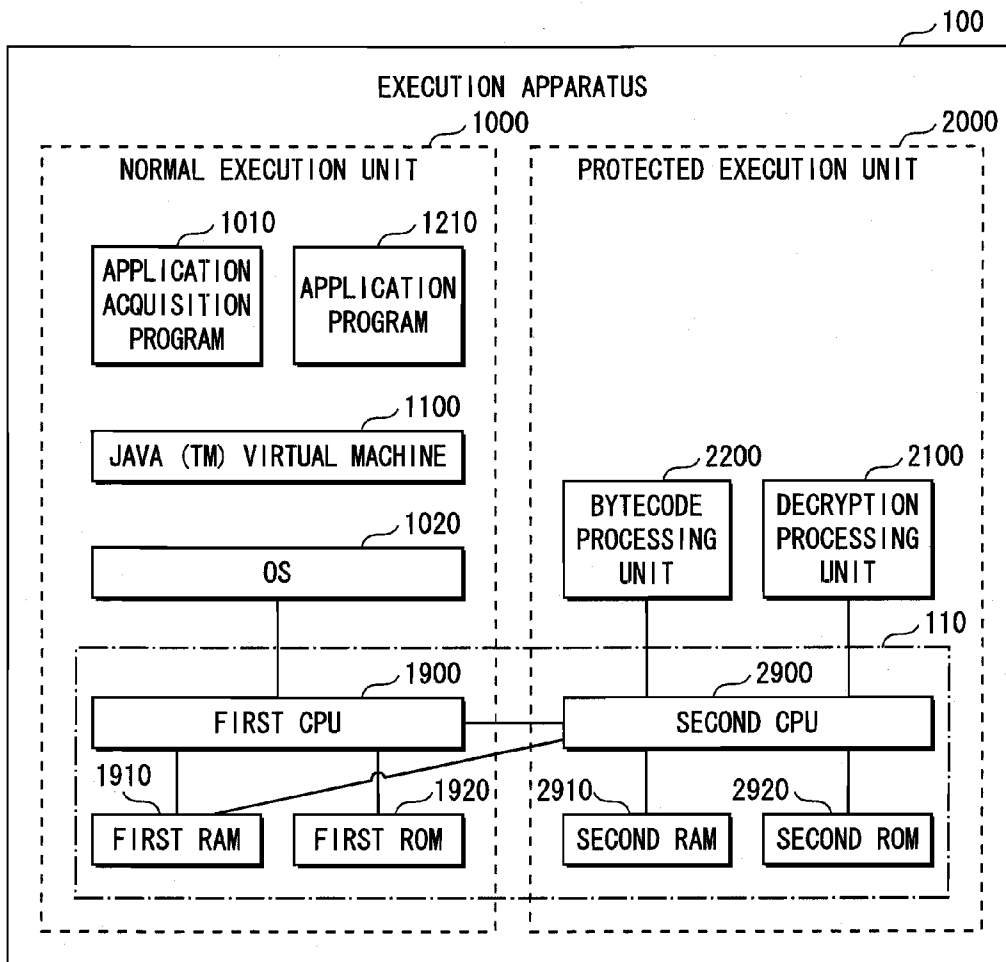 100
EXECUTION APPARATUS
1000
2000
NORMAL EXECUTION UNIT
PROTECTED EXECUTION UNIT
1010
1210
APPLICATION
ACQUISITION
PROGRAM
APPLICATION
PROGRAM
1100
JAVA (TM) VIRTUAL MACHINE
2200
2100
BYTECODE
PROCESSING
UNIT
DECRYPTION
PROCESSING
UNIT
1020
OS
110
1900
2900
FIRST CPU
SECOND CPU
1910
1920
2910
2920
FIRST RAM
FIRST ROM
SECOND RAM
SECOND ROM